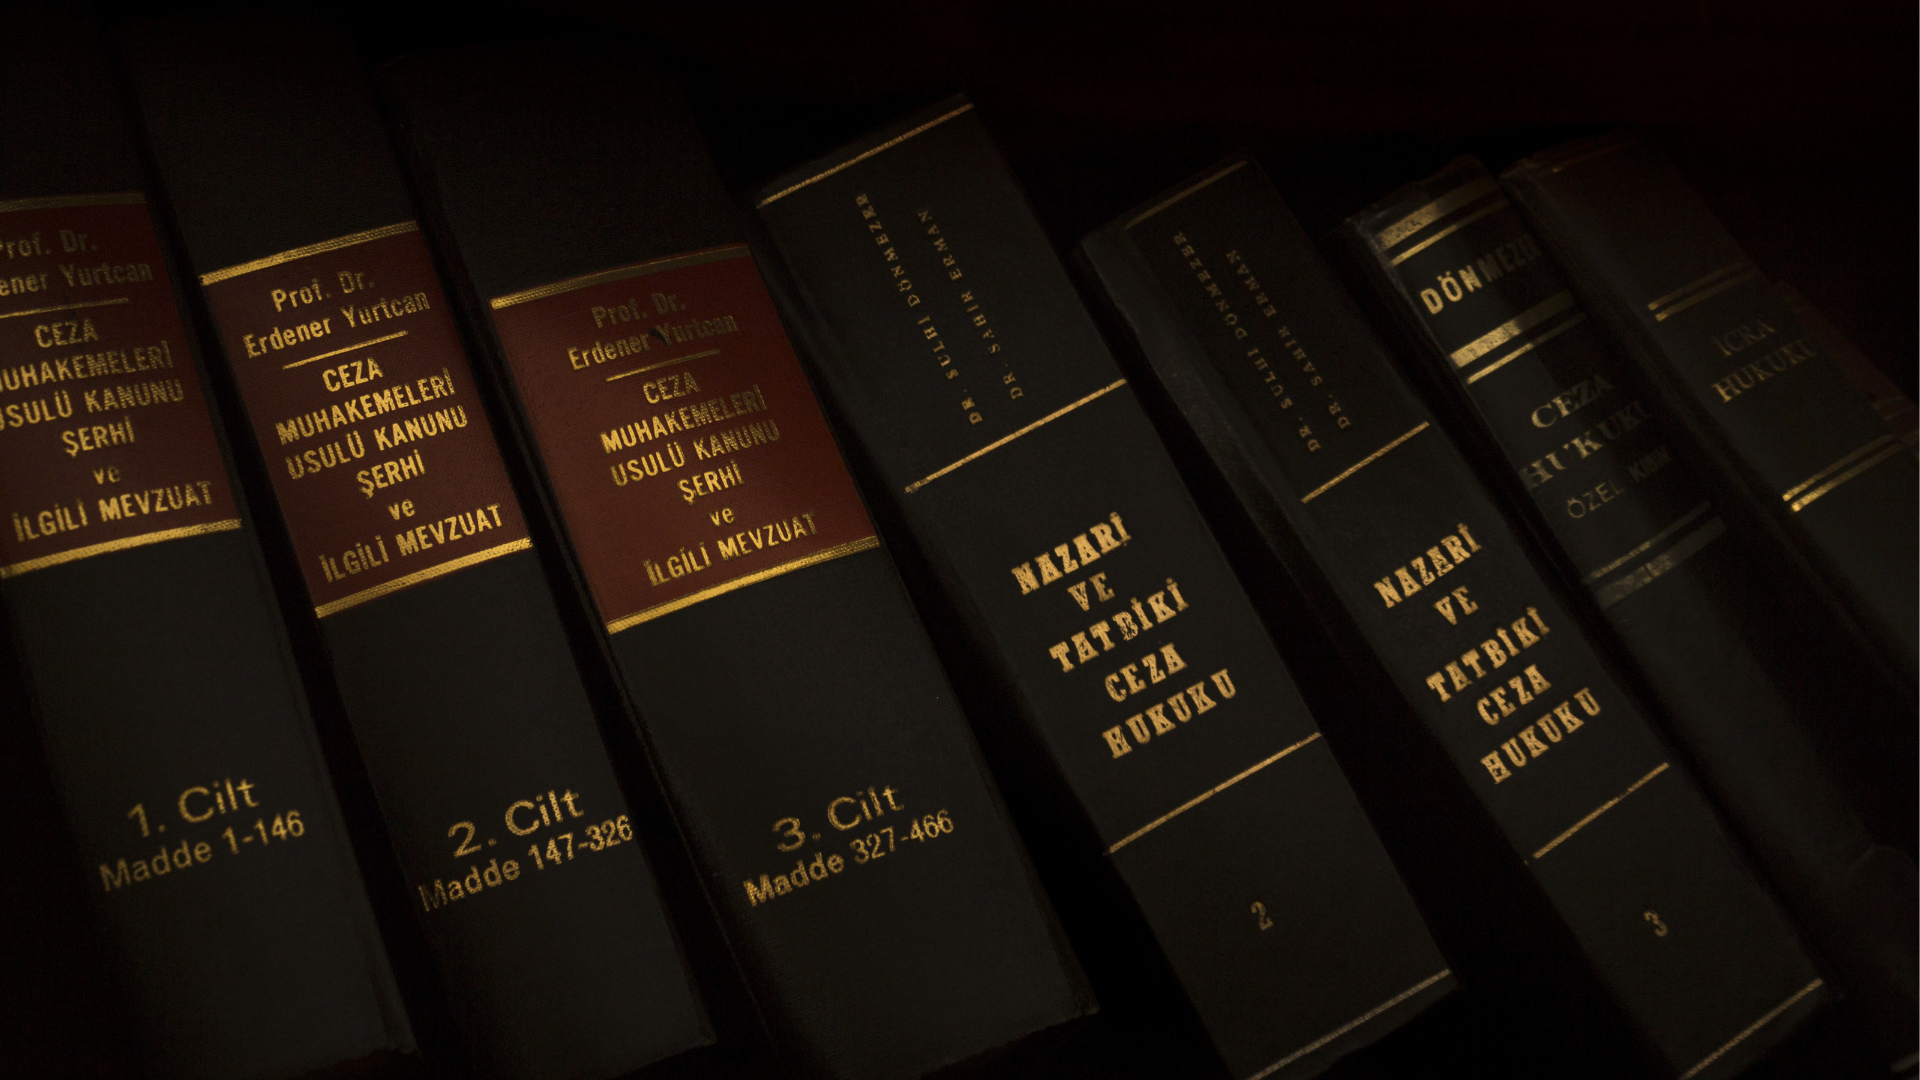 Prof. Dr.
Yurtcan
CEZA
MUHAKEMELERİ
USULÜ KANUNU
ŞERHİ
ve
İLGİLİ MEVZUAT
1. Cilt
Madde 1-146
Prof. Dr.
Erdener Yurtcan
CEZA
MUHAKEMELERİ
USULÜ KANUNU
ŞERHİ
ve
İLGİLİ MEVZUAT
2. Cilt
Madde 147-326
Prof. Dr.
Erdener Yurtcan
CEZA
MUHAKEMELERİ
USULÜ KANUNU
ŞERHİ
ve
İLGİLİ MEVZUAT
3. Cilt
Madde 327-466
DR. SULHİ DÖNMEZER
DR. SAHİR ERMAN
NAZARİ
VE
TATBİKİ
CEZA
HUKUKU
2
DR. SULHİ DÖNMEZER
DR. SAHİR ERMAN
NAZARİ
VE
TATBİKİ
CEZA
HUKUKU
3
DÖNMEZER
CEZA
HUKUKU
ÖZEL KISIM
İCRA
HUKUKU